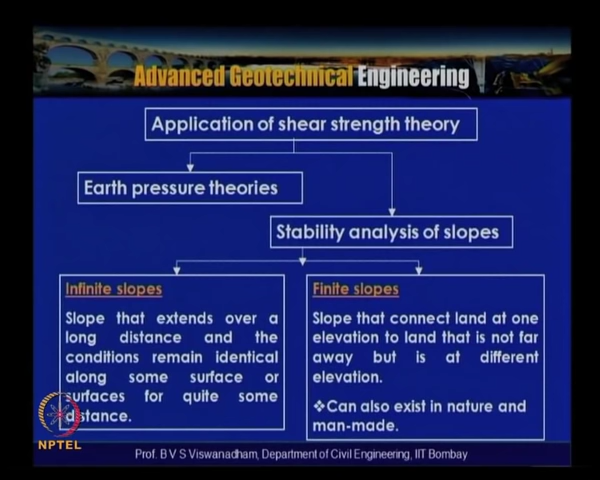 Advanced Geotechnical Engineering
Application of shear strength theory
Earth pressure theories
Stability analysis of slopes
Infinite slopes
Slope that extends over a
long distance and the
conditions remain identical
along some surface or
surfaces for quite some
distance.
Finite slopes
Slope that connect land at one
elevation to land that is not far
away but is at different
elevation.
❖Can also exist in nature and
man-made.
NPTEL
Prof. B V S Viswanadham, Department of Civil Engineering, IIT Bombay